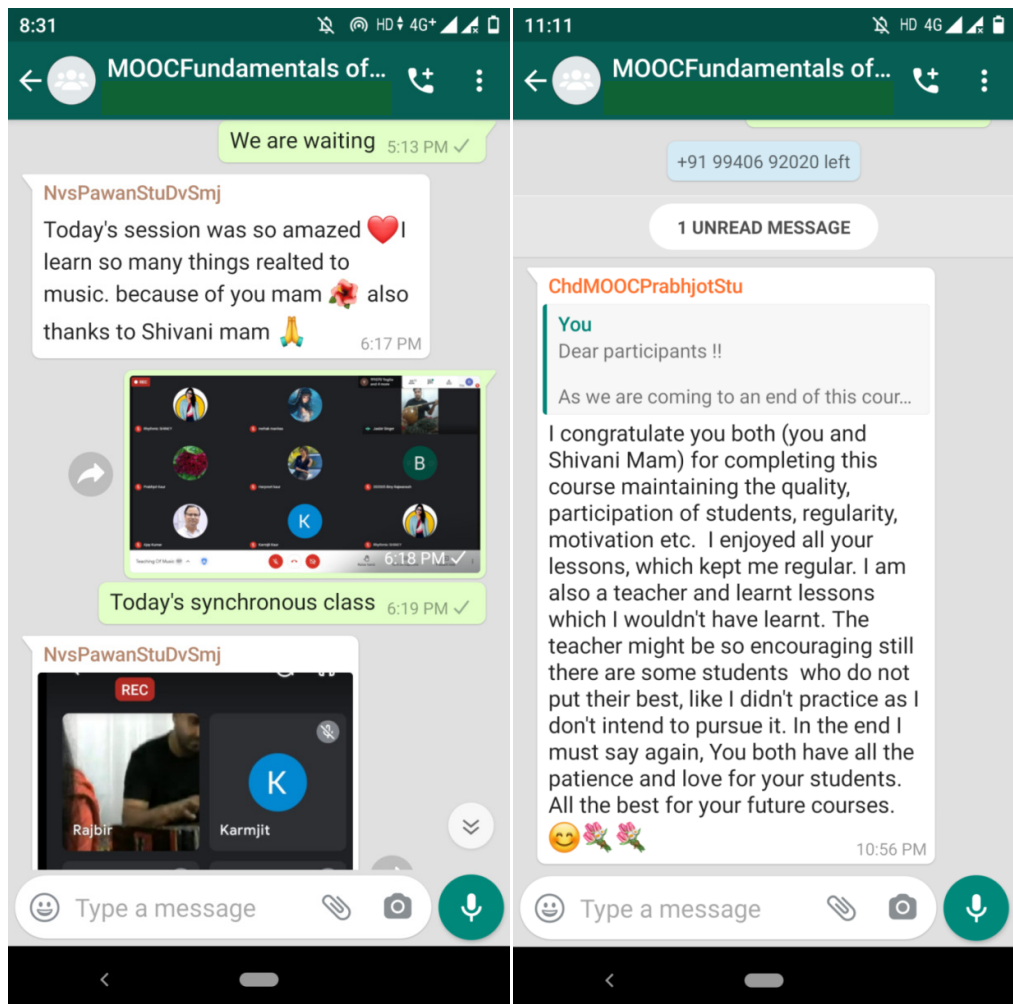 8:31
HD 4G+
MOOCFundamentals of...
We are waiting 5:13 PM
NvsPawanStuDvSmj
Today's session was so amazed ❤️I
learn so many things realted to
music. because of you mam 🌺 also
thanks to Shivani mam 🙏
6:17 PM
REC
B
K
Teaching Of Music
6:18 PM
Today's synchronous class 6:19 PM
NvsPawanStuDvSmj
REC
K
Rajbir
Karmjit
Type a message
11:11
HD 4G
MOOCFundamentals of...
+91 99406 92020 left
1 UNREAD MESSAGE
ChdMOOCPrabhjotStu
You
Dear participants !!
As we are coming to an end of this cour...
I congratulate you both (you and
Shivani Mam) for completing this
course maintaining the quality,
participation of students, regularity,
motivation etc.  I enjoyed all your
lessons, which kept me regular. I am
also a teacher and learnt lessons
which I wouldn't have learnt. The
teacher might be so encouraging still
there are some students  who do not
put their best, like I didn't practice as I
don't intend to pursue it. In the end I
must say again, You both have all the
patience and love for your students.
All the best for your future courses.
😊💐💐
10:56 PM
Type a message